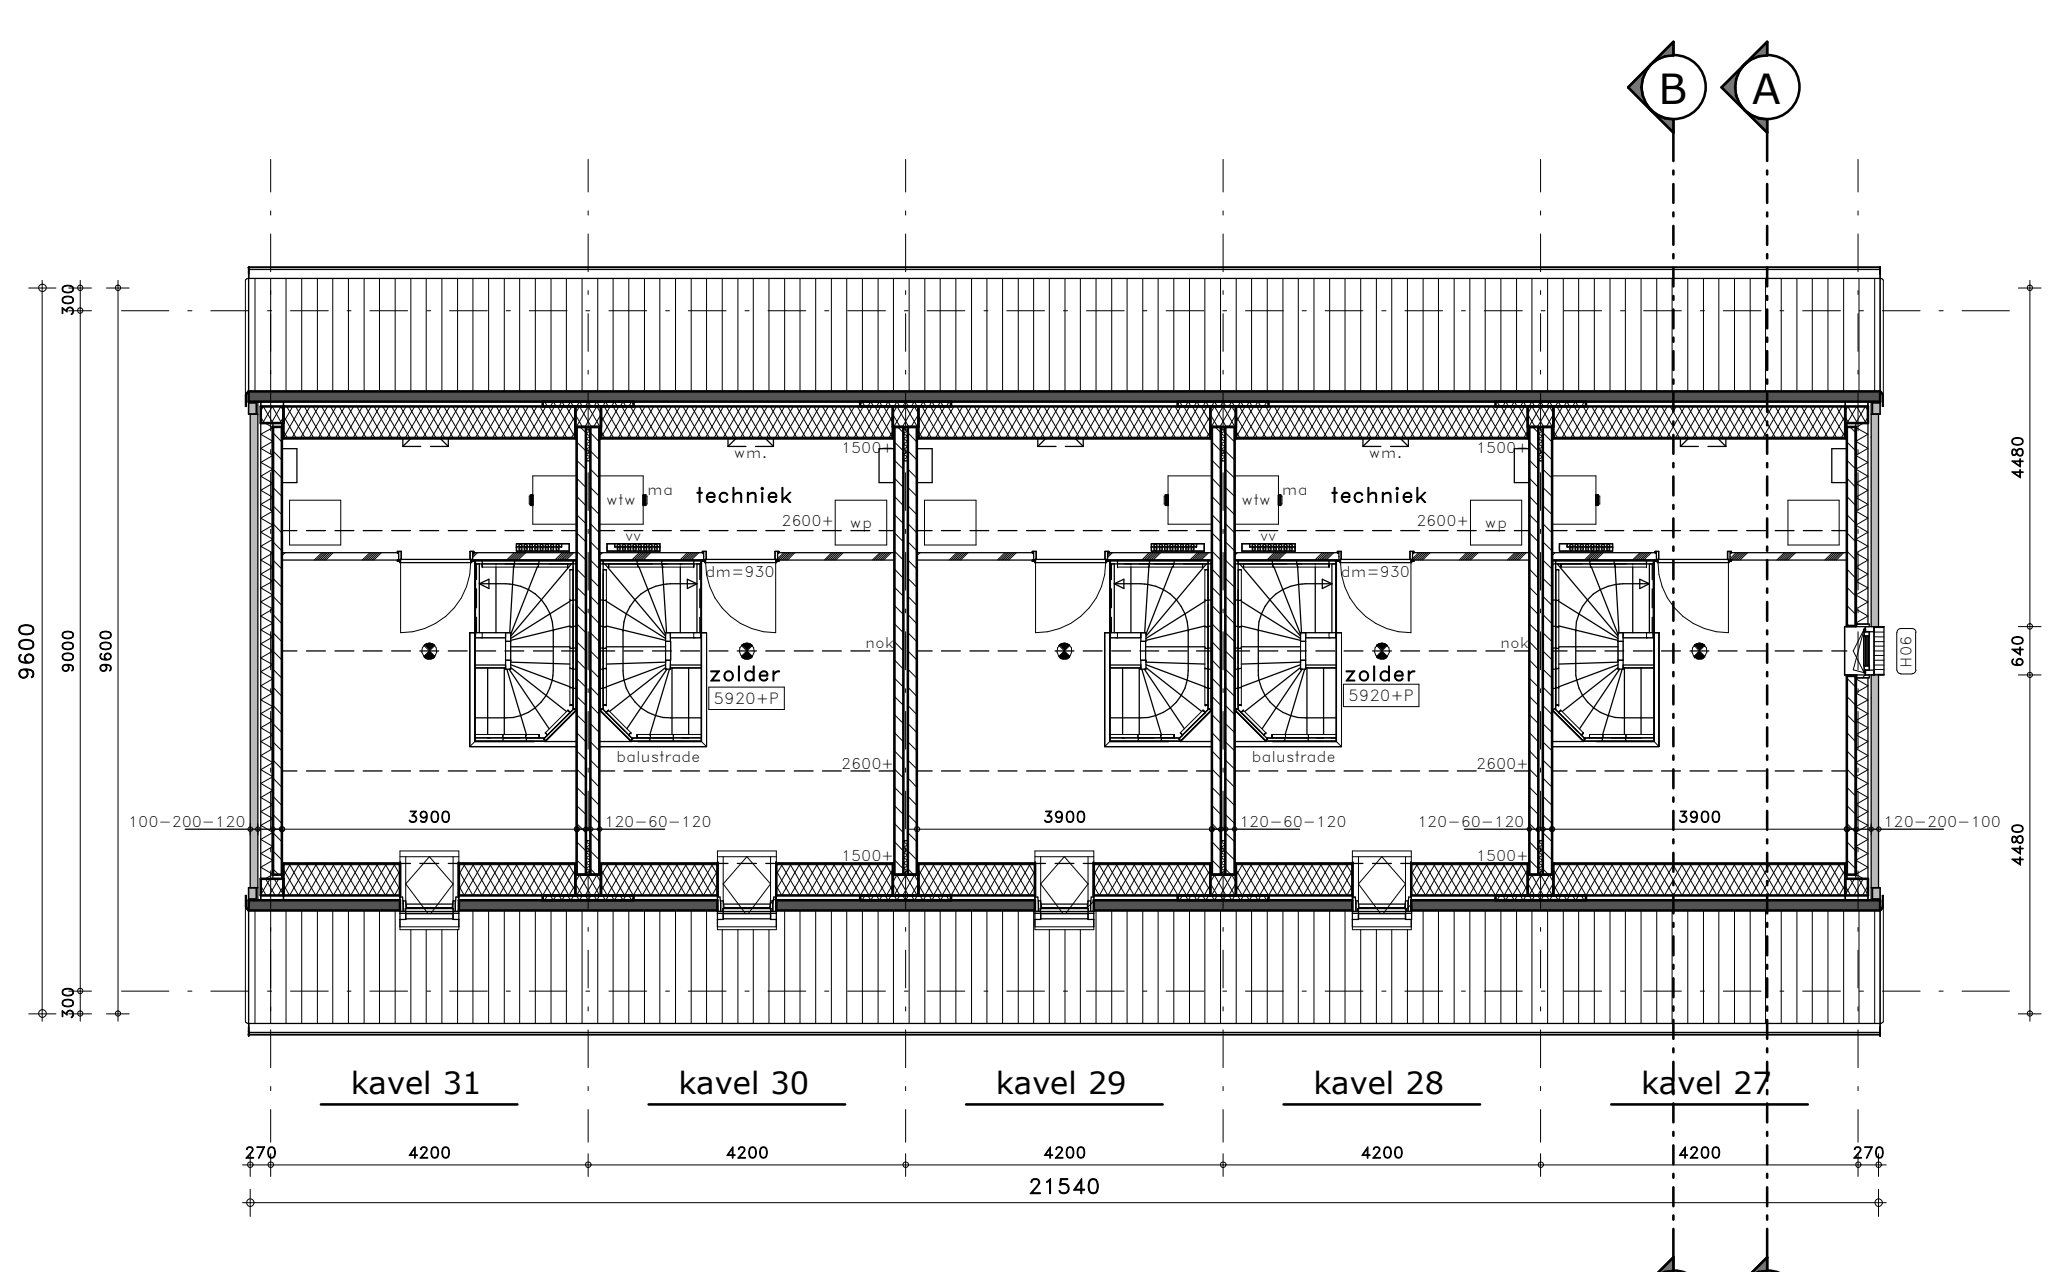 B A
300
9600
9000
9600
300
4480
640
4480
H06
wm.
1500+
wm.
1500+
wtw
ma
techniek
2600+
wp
wtw
ma
techniek
2600+
wp
vv
vv
dm=930
dm=930
nok
nok
zolder
5920+P
zolder
5920+P
balustrade
2600+
balustrade
2600+
100-200-120
3900
120-60-120
3900
120-60-120
120-60-120
3900
120-200-100
1500+
1500+
kavel 31
kavel 30
kavel 29
kavel 28
kavel 27
270
4200
4200
4200
4200
4200
270
21540